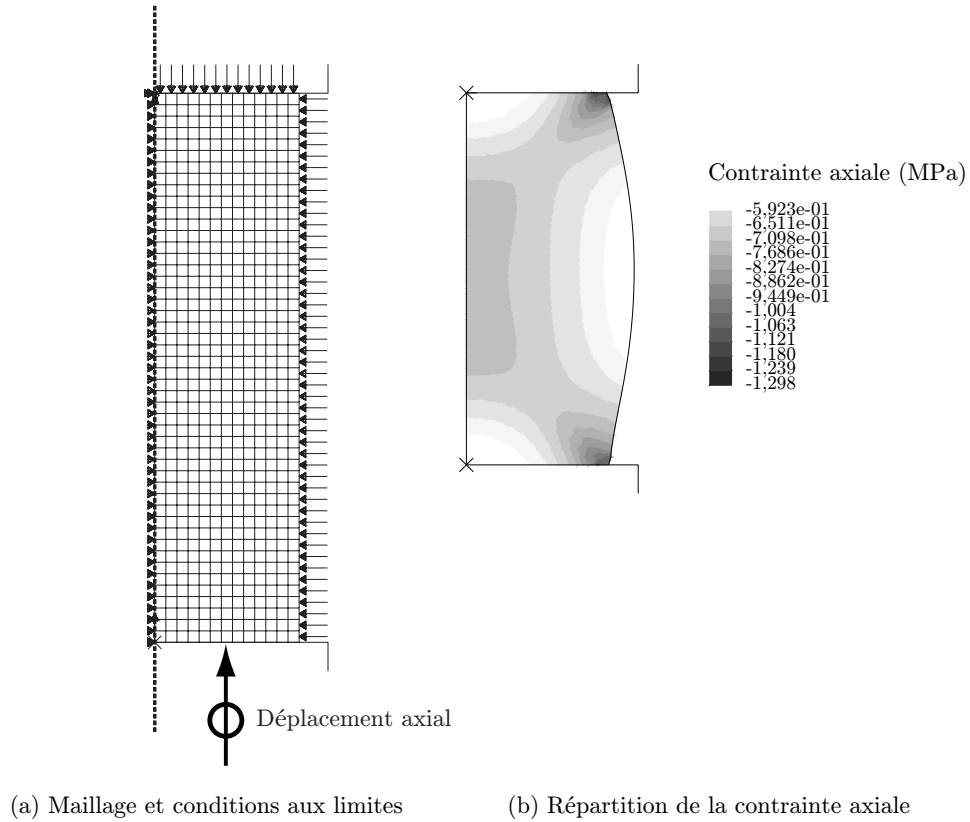 Contrainte axiale (MPa)
-5,923e-01
-6,511e-01
-7,098e-01
-7,686e-01
-8,274e-01
-8,862e-01
-9,449e-01
-1,004
-1,063
-1,121
-1,180
-1,239
-1,298
Déplacement axial
(a) Maillage et conditions aux limites
(b) Répartition de la contrainte axiale